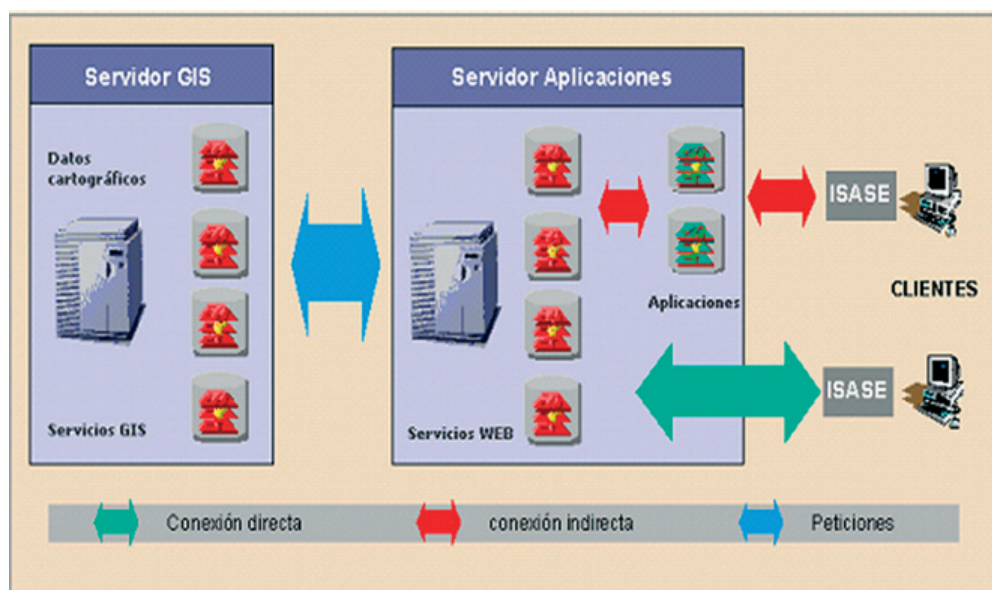 Servidor GIS
Datos
cartográficos
Servicios GIS
Servidor Aplicaciones
Aplicaciones
Servicios WEB
ISASE
CLIENTES
ISASE
Conexión directa
conexión indirecta
Peticiones